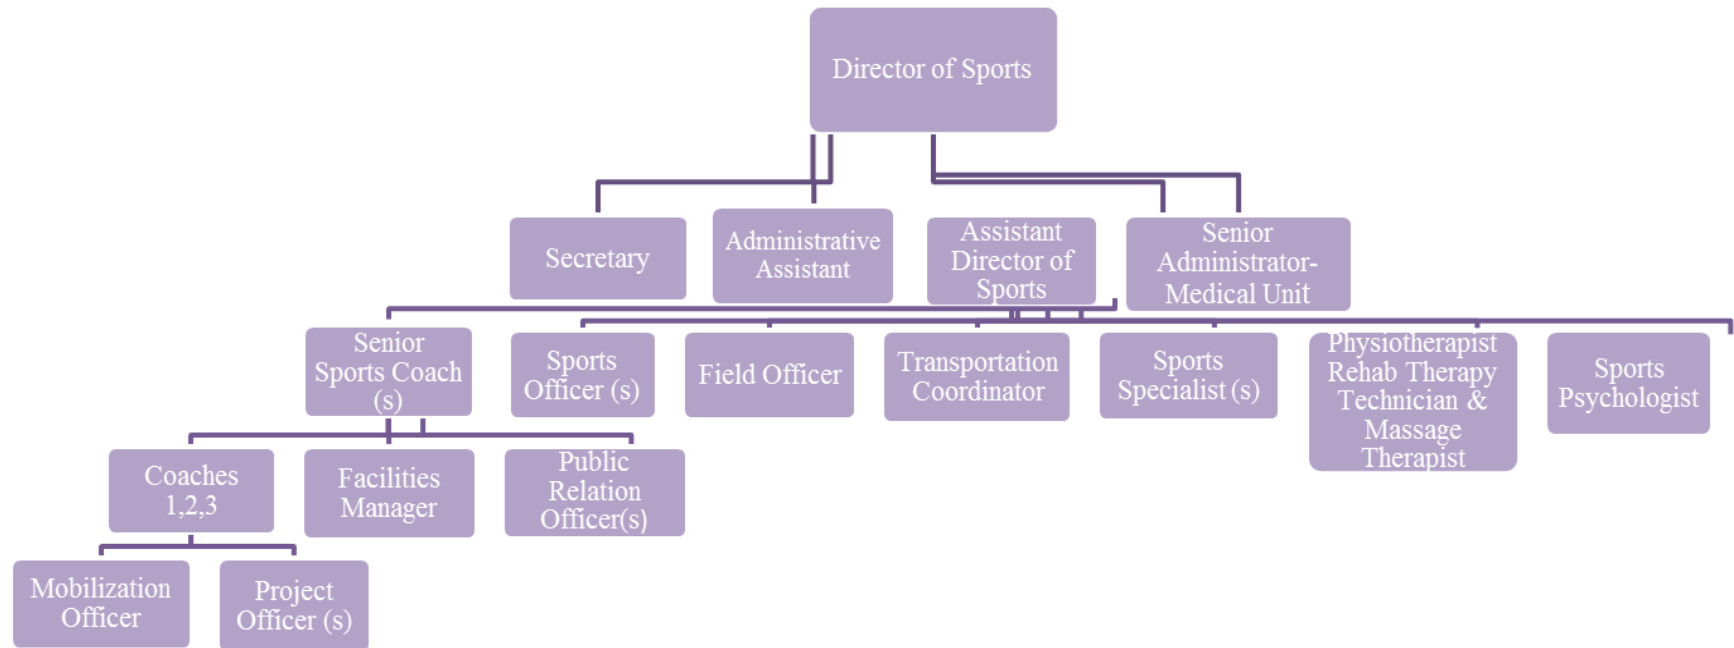 Director of Sports
Secretary
Administrative
Assistant
Assistant
Director of
Sports
Senior
Administrator-
Medical Unit
Senior
Sports Coach
(s)
Sports
Officer (s)
Field Officer
Transportation
Coordinator
Sports
Specialist (s)
Physiotherapist
Rehab Therapy
Technician &
Massage
Therapist
Sports
Psychologist
Coaches
1,2,3
Facilities
Manager
Public
Relation
Officer(s)
Mobilization
Officer
Project
Officer (s)